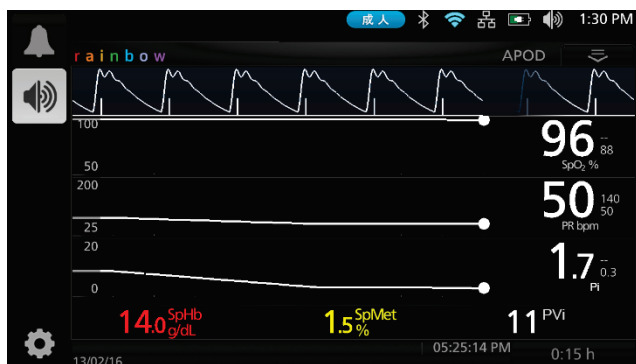 成人 1:30 PM
rainbow APOD
100
50
96 -- 88
SpO₂ %
200
25
50 140 50
PR bpm
20
0
1.7 -- 0.3
Pi
14.0 SpHb g/dL 1.5 SpMet % 11 PVi
13/02/16 05:25:14 PM 0:15 h